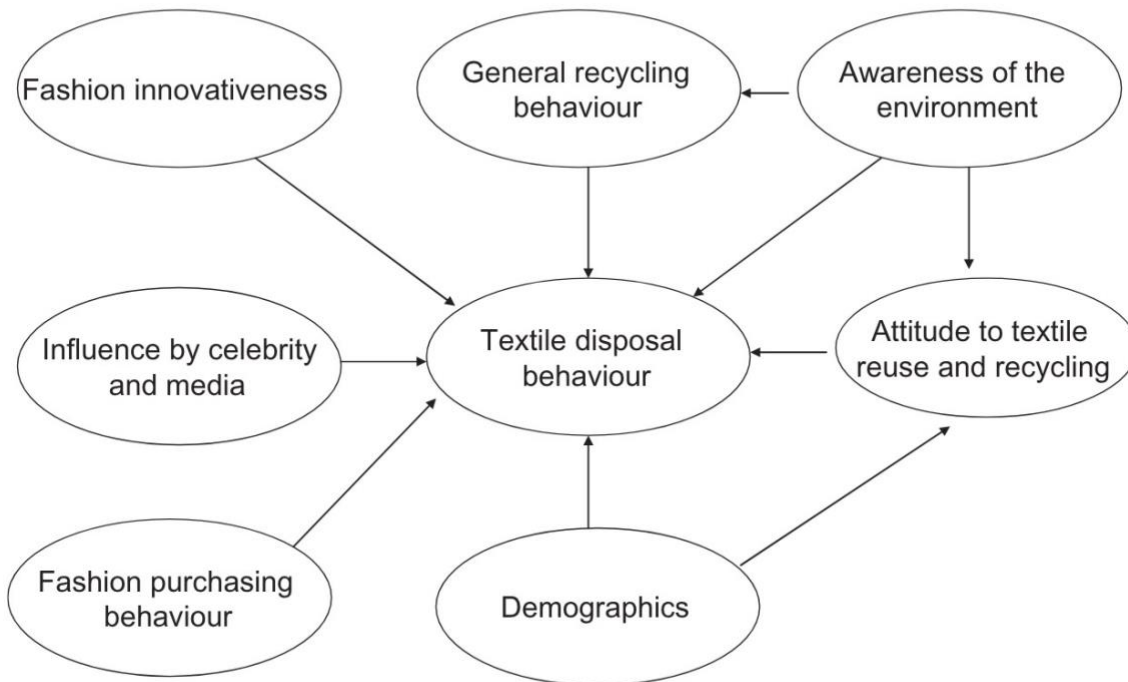 Fashion innovativeness
General recycling
behaviour
Awareness of the
environment
Influence by celebrity
and media
Textile disposal
behaviour
Attitude to textile
reuse and recycling
Fashion purchasing
behaviour
Demographics